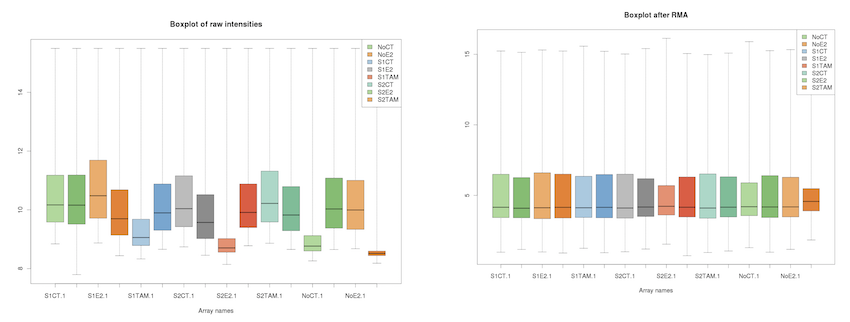 Boxplot of raw intensities
NoCT
NoE2
S1CT
S1E2
S1TAM
S2CT
S2E2
S2TAM
14
12
10
8
S1CT.1 S1E2.1 S1TAM.1 S2CT.1 S2E2.1 S2TAM.1 NoCT.1 NoE2.1
Array names
Boxplot after RMA
NoCT
NoE2
S1CT
S1E2
S1TAM
S2CT
S2E2
S2TAM
15
10
5
S1CT.1 S1E2.1 S1TAM.1 S2CT.1 S2E2.1 S2TAM.1 NoCT.1 NoE2.1
Array names